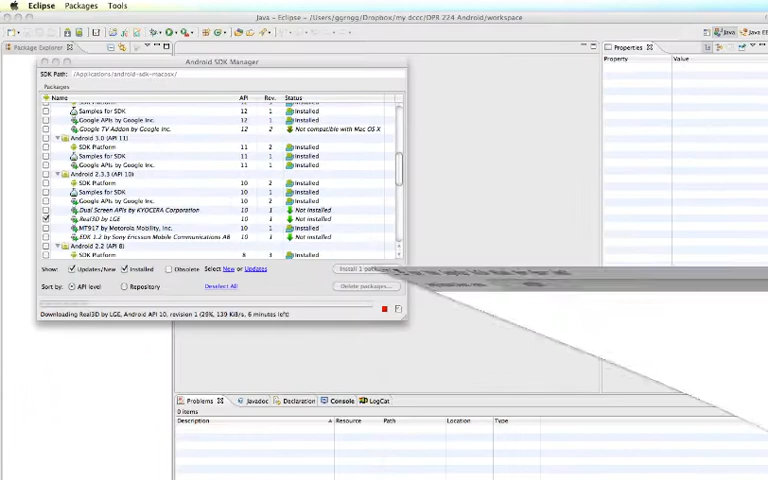 Eclipse Packages Tools
Java – Eclipse – /Users/ggrngg/Dropbox/my dccc/DPR 224 Android/workspace
Java
Package Explorer
Properties
Property Value
Android SDK Manager
SDK Path: /Applications/android-sdk-macosx/
Packages
Name API Rev. Status
Samples for SDK 12 1 Installed
Google APIs by Google Inc. 12 1 Installed
Google TV Addon by Google Inc. 12 2 Not compatible with Mac OS X
Android 3.0 (API 11)
SDK Platform 11 2 Installed
Samples for SDK 11 1 Installed
Google APIs by Google Inc. 11 1 Installed
Android 2.3.3 (API 10)
SDK Platform 10 2 Installed
Samples for SDK 10 1 Installed
Google APIs by Google Inc. 10 2 Installed
Dual Screen APIs by KYOCERA Corporation 10 Not installed
Real3D by LGE 10 Not installed
MT917 by Motorola Mobility, Inc. 10 Installed
EDK 1.2 by Sony Ericsson Mobile Communications AB 10 Not installed
Android 2.2 (API 8)
SDK Platform 8 3 Installed
Show: Updates/New Installed Obsolete Select New or Updates
Install 1 package
Sort by: API level Repository Deselect All
Delete packages...
Downloading Real3D by LGE, Android API 10, revision 1 (29%, 139 KiB/s, 6 minutes left)
Problems Javadoc Declaration Console LogCat
0 items
Description Resource Path Location Type